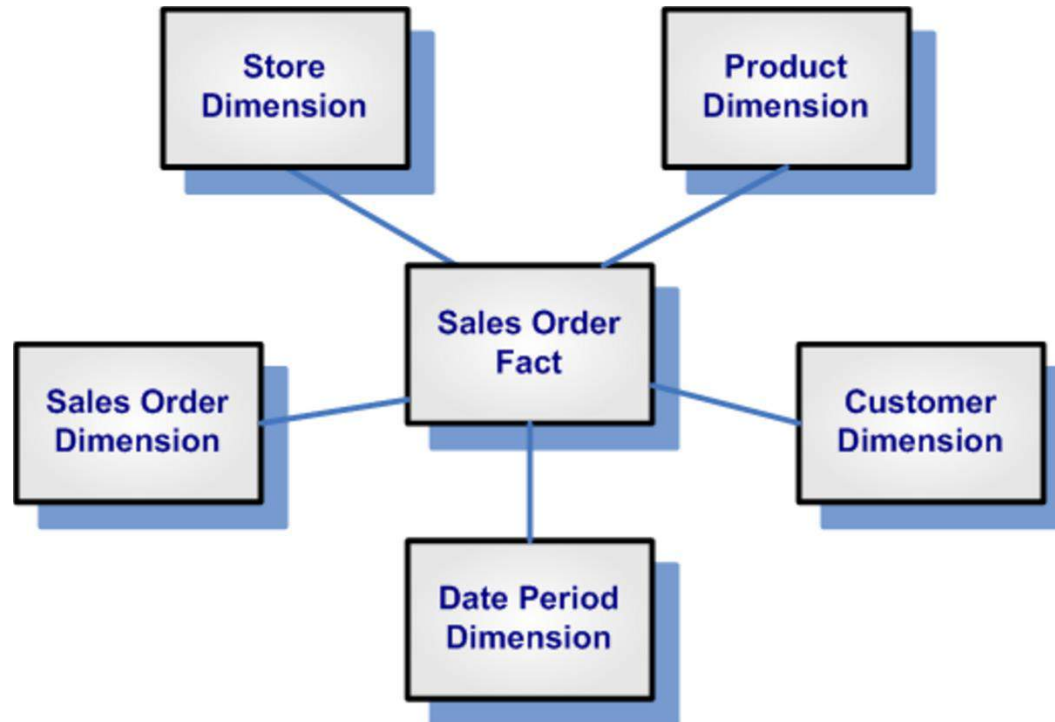 Store
Dimension
Product
Dimension
Sales Order
Fact
Sales Order
Dimension
Customer
Dimension
Date Period
Dimension